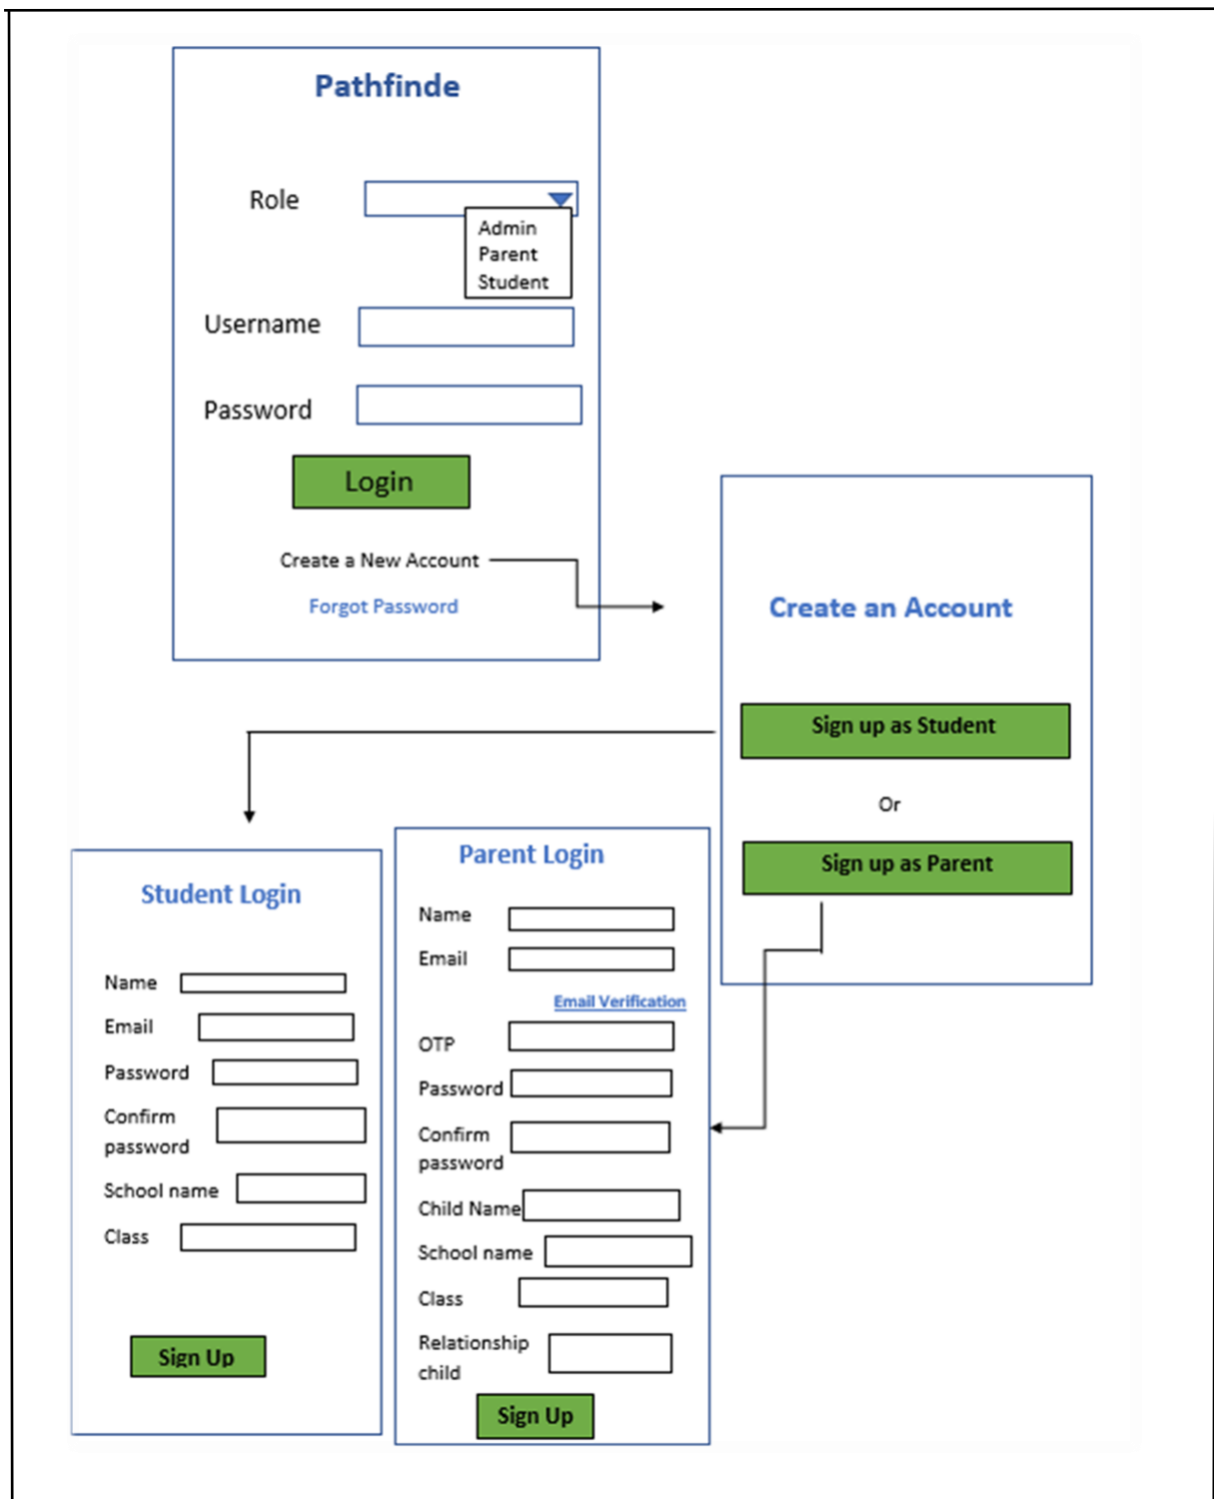 Pathfinde
Role
Admin
Parent
Student
Username
Password
Login
Create a New Account
Forgot Password
Create an Account
Sign up as Student
Or
Sign up as Parent
Student Login
Name
Email
Password
Confirm
password
School name
Class
Sign Up
Parent Login
Name
Email
Email Verification
OTP
Password
Confirm
password
Child Name
School name
Class
Relationship
child
Sign Up